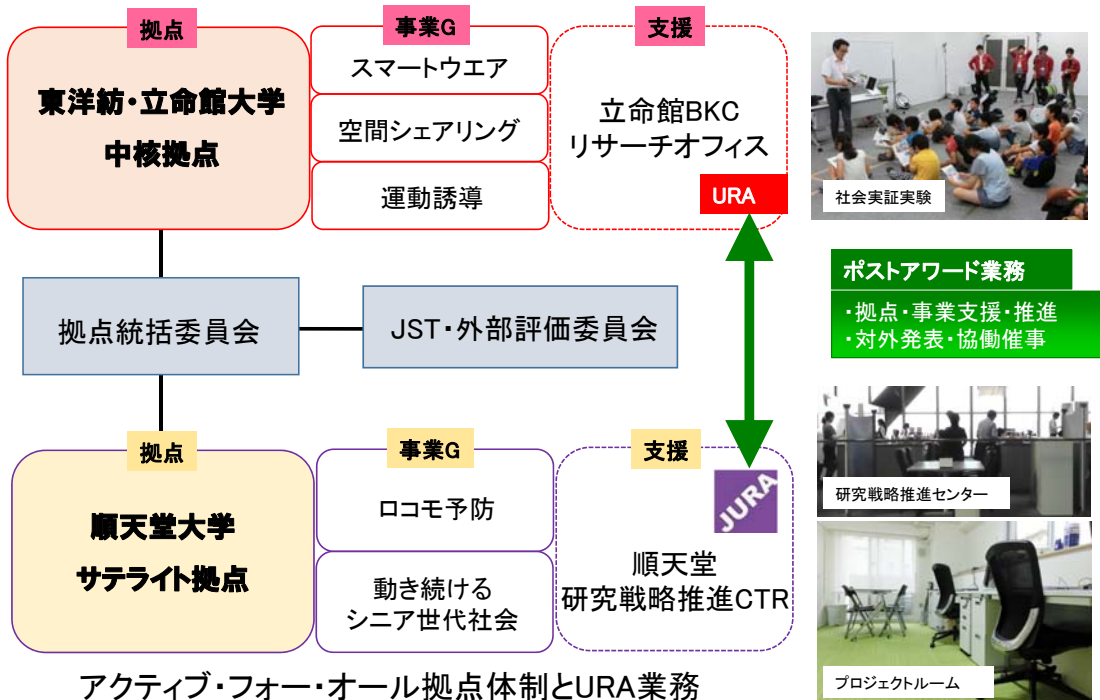 拠点
事業G
支援
東洋紡・立命館大学
中核拠点
スマートウエア
空間シェアリング
運動誘導
立命館BKC
リサーチオフィス
URA
社会実証実験
拠点統括委員会
JST・外部評価委員会
ポストアワード業務
・拠点・事業支援・推進
・対外発表・協働催事
拠点
事業G
支援
順天堂大学
サテライト拠点
ロコモ予防
動き続ける
シニア世代社会
JURA
順天堂
研究戦略推進CTR
研究戦略推進センター
プロジェクトルーム
アクティブ・フォー・オール拠点体制とURA業務